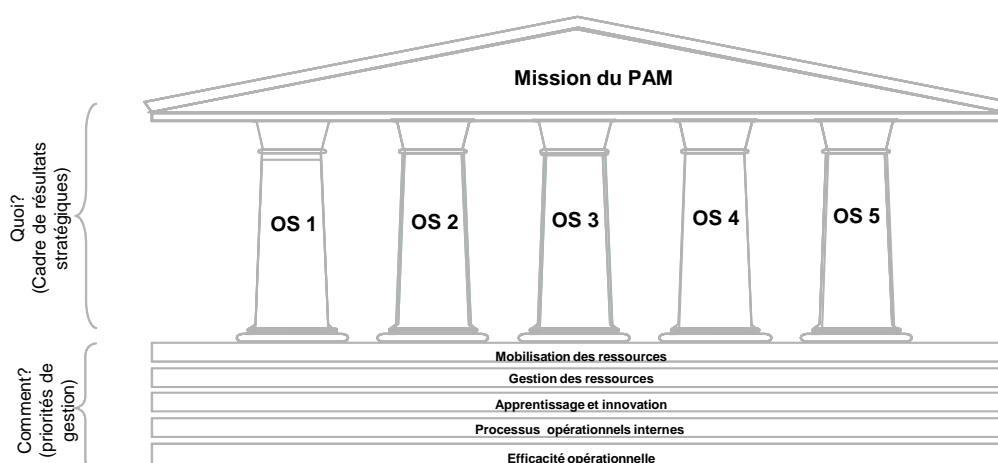 Mission du PAM
Quoi?
(Cadre de résultats
stratégiques)
OS 1
OS 2
OS 3
OS 4
OS 5
Comment?
(priorités de
gestion)
Mobilisation des ressources
Gestion des ressources
Apprentissage et innovation
Processus opérationnels internes
Efficacité opérationnelle